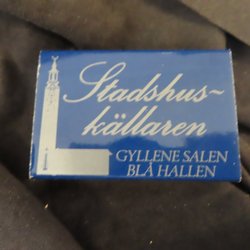 Stadshus-
källaren
GYLLENE SALEN
BLÅ HALLEN